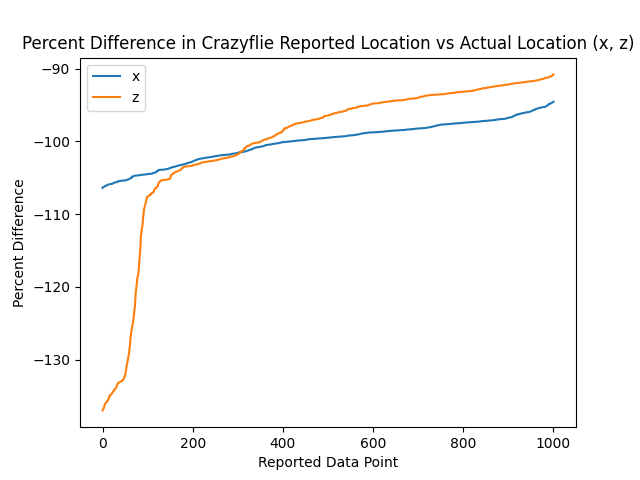 Percent Difference in Crazyflie Reported Location vs Actual Location (x, z)
x
z
−90
−100
−110
−120
−130
Percent Difference
0 200 400 600 800 1000
Reported Data Point